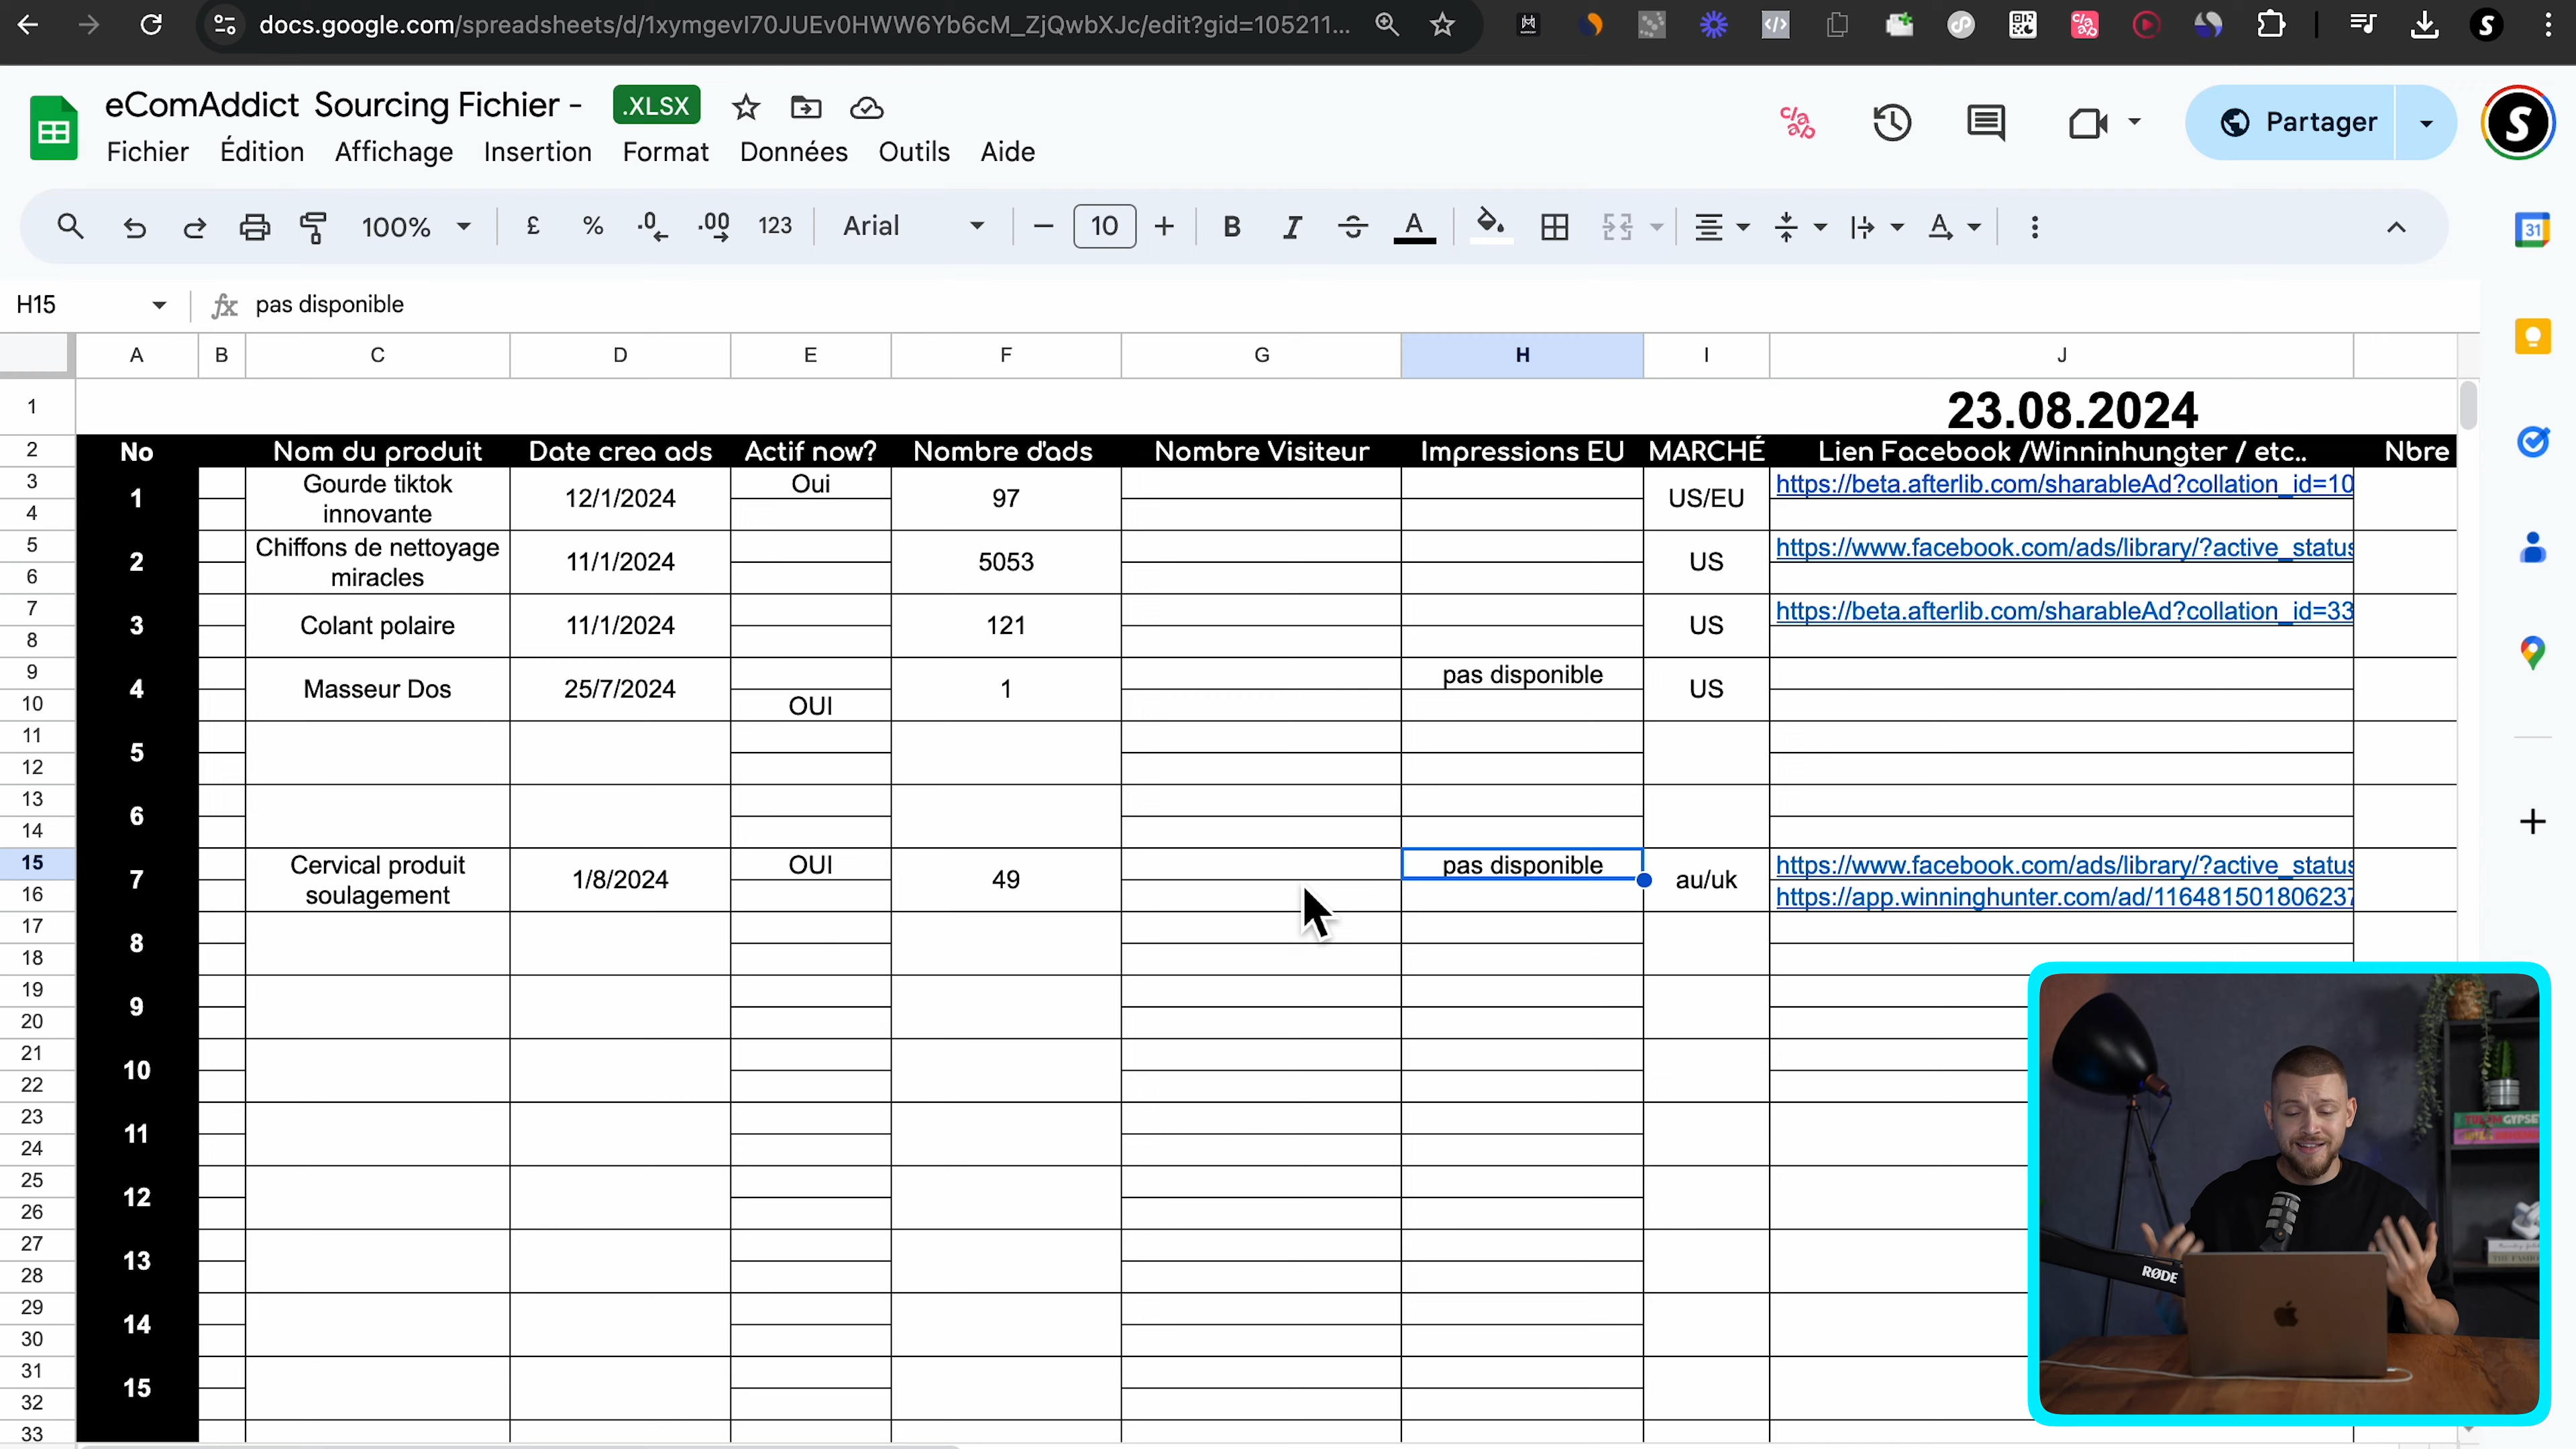 docs.google.com/spreadsheets/d/1xymgevI70JUEv0HWW6Yb6cM_ZjQwbXJc/edit?gid=105211...
eComAddict Sourcing Fichier - .XLSX
Fichier Édition Affichage Insertion Format Données Outils Aide
Partager
100% £ % .0 .00 123 Arial 10
31
H15 pas disponible
A B C D E F G H I J
1 23.08.2024
2 No Nom du produit Date crea ads Actif now? Nombre d'ads Nombre Visiteur Impressions EU MARCHÉ Lien Facebook /Winninhungter / etc.. Nbre
3 Gourde tiktok Oui https://beta.afterlib.com/sharableAd?collation_id=10
1 12/1/2024 97 US/EU
4 innovante
5 Chiffons de nettoyage https://www.facebook.com/ads/library/?active_status
2 11/1/2024 5053 US
6 miracles
7 https://beta.afterlib.com/sharableAd?collation_id=33
3 Colant polaire 11/1/2024 121 US
8
9 pas disponible
4 Masseur Dos 25/7/2024 1 US
10 OUI
11
5
12
13
6
14
15 Cervical produit OUI pas disponible https://www.facebook.com/ads/library/?active_status
7 1/8/2024 49 au/uk
16 soulagement https://app.winninghunter.com/ad/116481501806237
17
8
18
19
9
20
21
10
22
23
11
24
25
12
26
27
13
28
29
14
30
31
15
32
33
RØDE